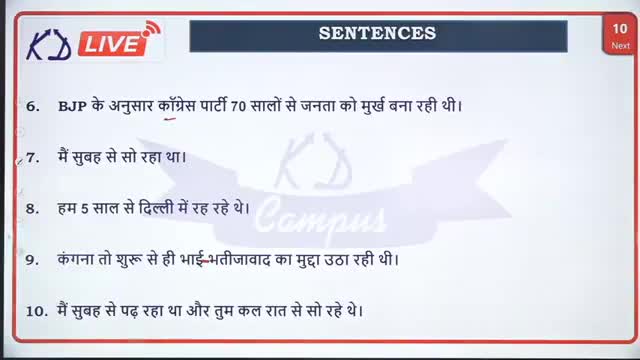 KD LIVE
SENTENCES
10
Next
6. BJP के अनुसार कॉग्रेस पार्टी 70 सालों से जनता को मुर्ख बना रही थी।
7. मैं सुबह से सो रहा था।
8. हम 5 साल से दिल्ली में रह रहे थे।
9. कंगना तो शुरू से ही भाई-भतीजावाद का मुद्दा उठा रही थी।
10. मैं सुबह से पढ़ रहा था और तुम कल रात से सो रहे थे।
KD
Campus